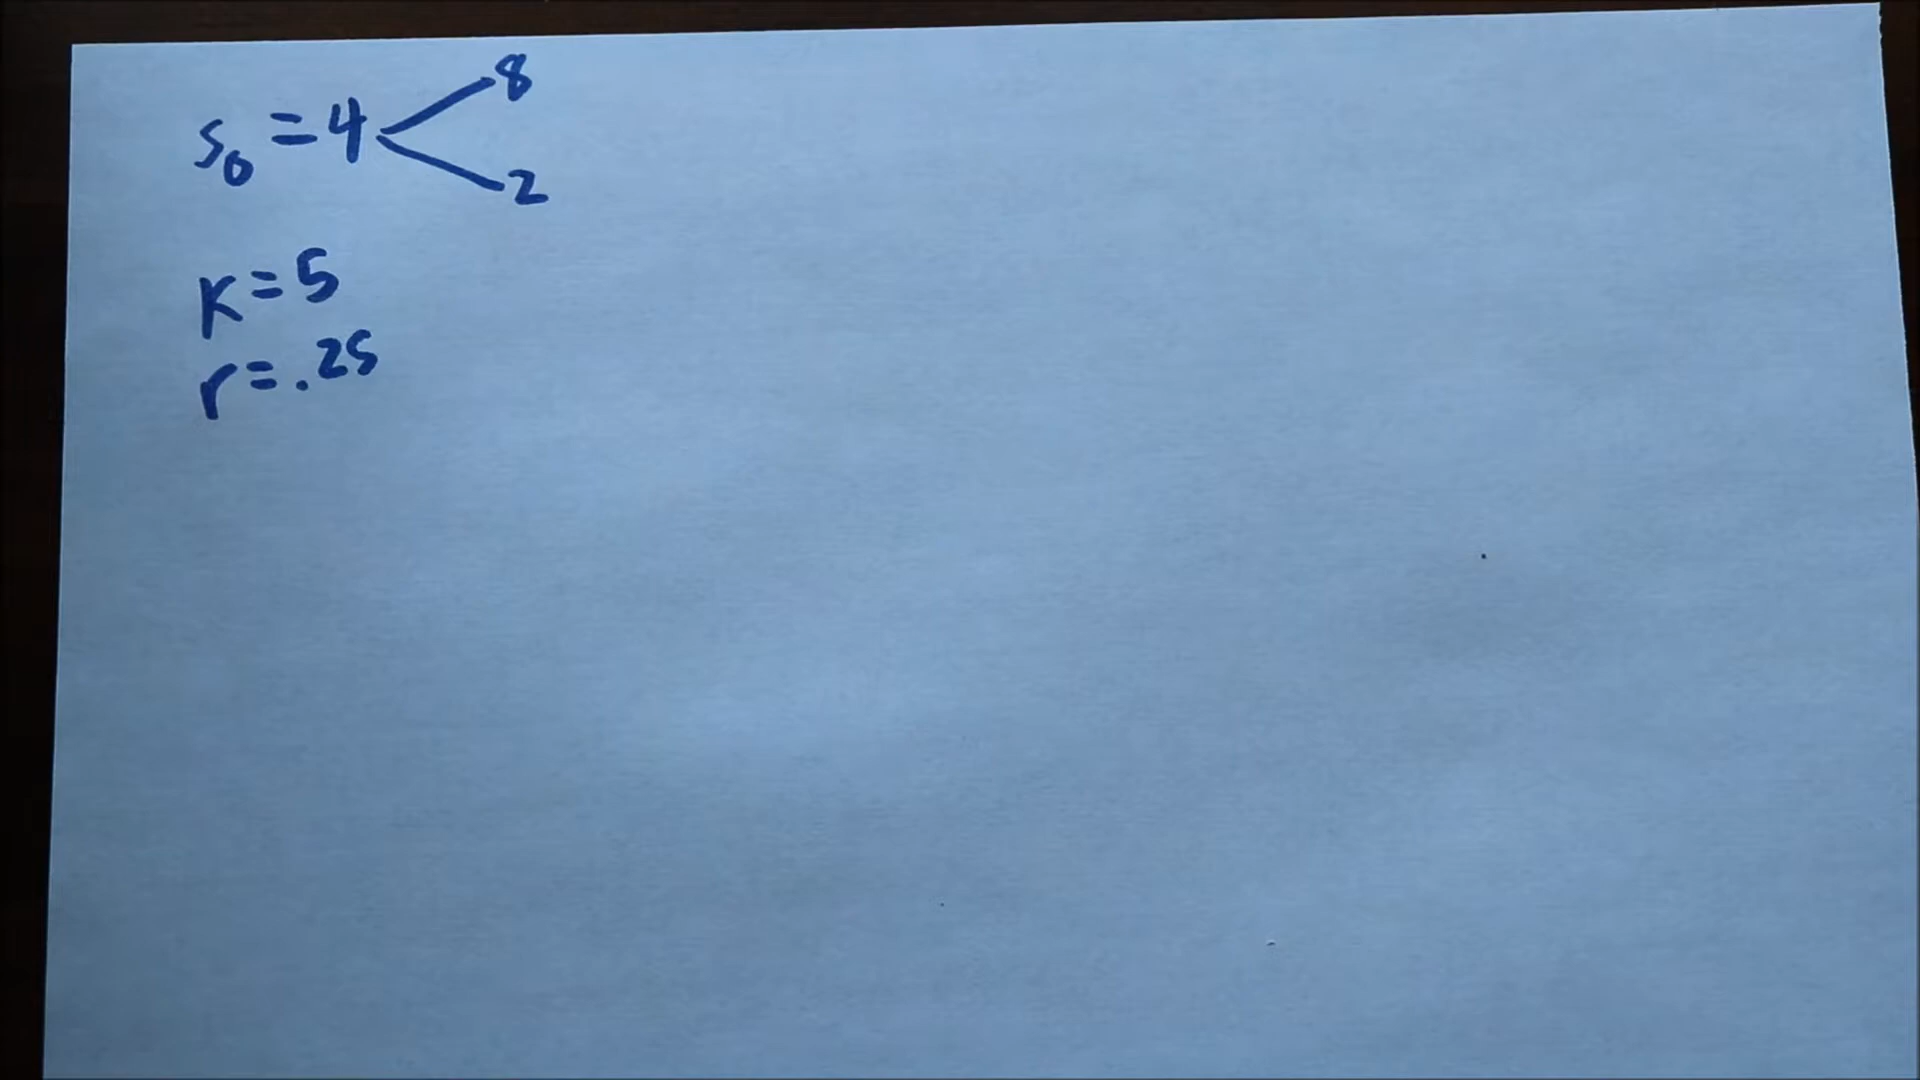 8
S₀ = 4
2
K = 5
r = .25